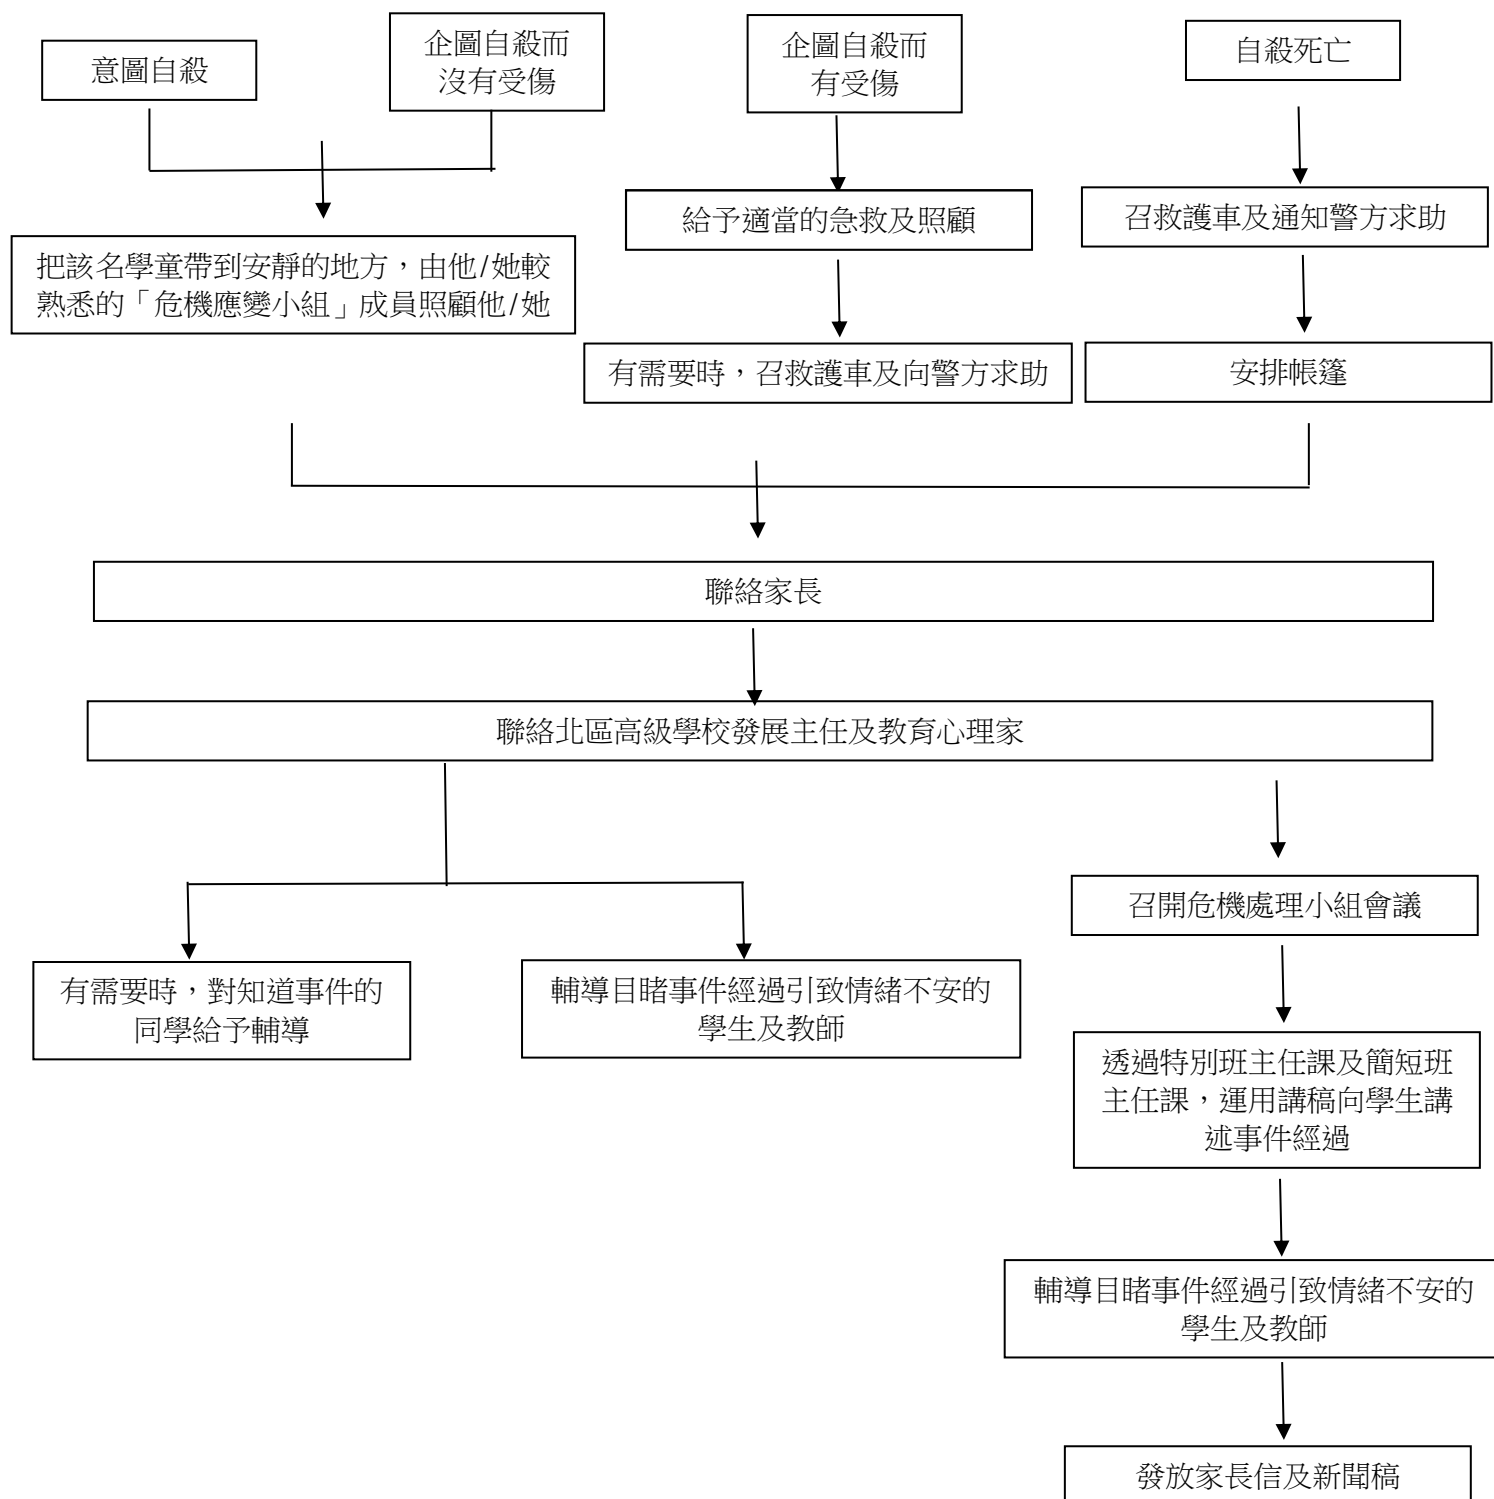 意圖自殺
企圖自殺而
沒有受傷
企圖自殺而
有受傷
自殺死亡
把該名學童帶到安靜的地方，由他/她較
熟悉的「危機應變小組」成員照顧他/她
給予適當的急救及照顧
召救護車及通知警方求助
有需要時，召救護車及向警方求助
安排帳篷
聯絡家長
聯絡北區高級學校發展主任及教育心理家
有需要時，對知道事件的
同學給予輔導
輔導目睹事件經過引致情緒不安的
學生及教師
召開危機處理小組會議
透過特別班主任課及簡短班
主任課，運用講稿向學生講
述事件經過
輔導目睹事件經過引致情緒不安的
學生及教師
發放家長信及新聞稿